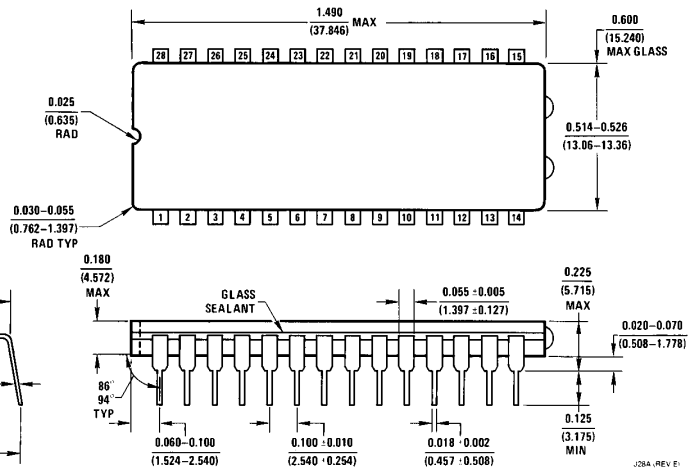 1.490
(37.846)
MAX
0.600
(15.240)
MAX GLASS
28 27 26 25 24 23 22 21 20 19 18 17 16 15
0.025
(0.635)
RAD
0.514–0.526
(13.06–13.36)
0.030–0.055
(0.762–1.397)
RAD TYP
1 2 3 4 5 6 7 8 9 10 11 12 13 14
0.180
(4.572)
MAX
GLASS
SEALANT
0.055 ±0.005
(1.397 ±0.127)
0.225
(5.715)
MAX
0.020–0.070
(0.508–1.778)
86°
94°
TYP
0.060–0.100
(1.524–2.540)
0.100 ±0.010
(2.540 ±0.254)
0.018 ±0.002
(0.457 ±0.508)
0.125
(3.175)
MIN
J28A (REV E)